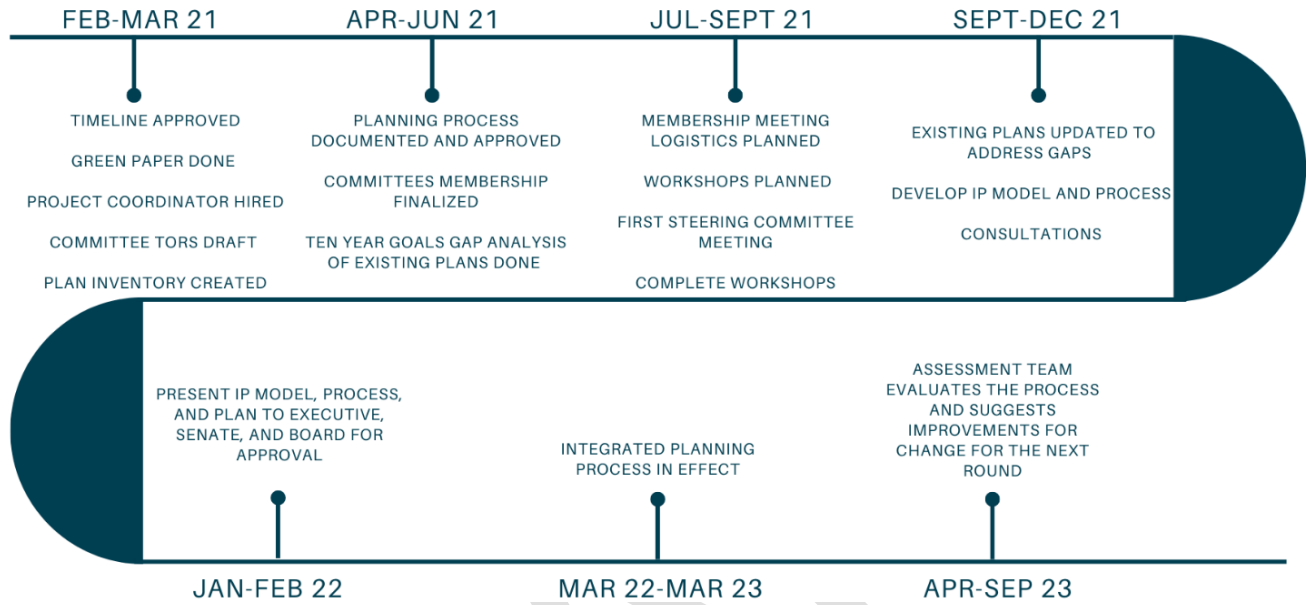 FEB-MAR 21
APR-JUN 21
JUL-SEPT 21
SEPT-DEC 21
TIMELINE APPROVED
GREEN PAPER DONE
PROJECT COORDINATOR HIRED
COMMITTEE TORS DRAFT
PLAN INVENTORY CREATED
PLANNING PROCESS
DOCUMENTED AND APPROVED
COMMITTEES MEMBERSHIP
FINALIZED
TEN YEAR GOALS GAP ANALYSIS
OF EXISTING PLANS DONE
MEMBERSHIP MEETING
LOGISTICS PLANNED
WORKSHOPS PLANNED
FIRST STEERING COMMITTEE
MEETING
COMPLETE WORKSHOPS
EXISTING PLANS UPDATED TO
ADDRESS GAPS
DEVELOP IP MODEL AND PROCESS
CONSULTATIONS
PRESENT IP MODEL, PROCESS,
AND PLAN TO EXECUTIVE,
SENATE, AND BOARD FOR
APPROVAL
JAN-FEB 22
INTEGRATED PLANNING
PROCESS IN EFFECT
MAR 22-MAR 23
ASSESSMENT TEAM
EVALUATES THE PROCESS
AND SUGGESTS
IMPROVEMENTS FOR
CHANGE FOR THE NEXT
ROUND
APR-SEP 23